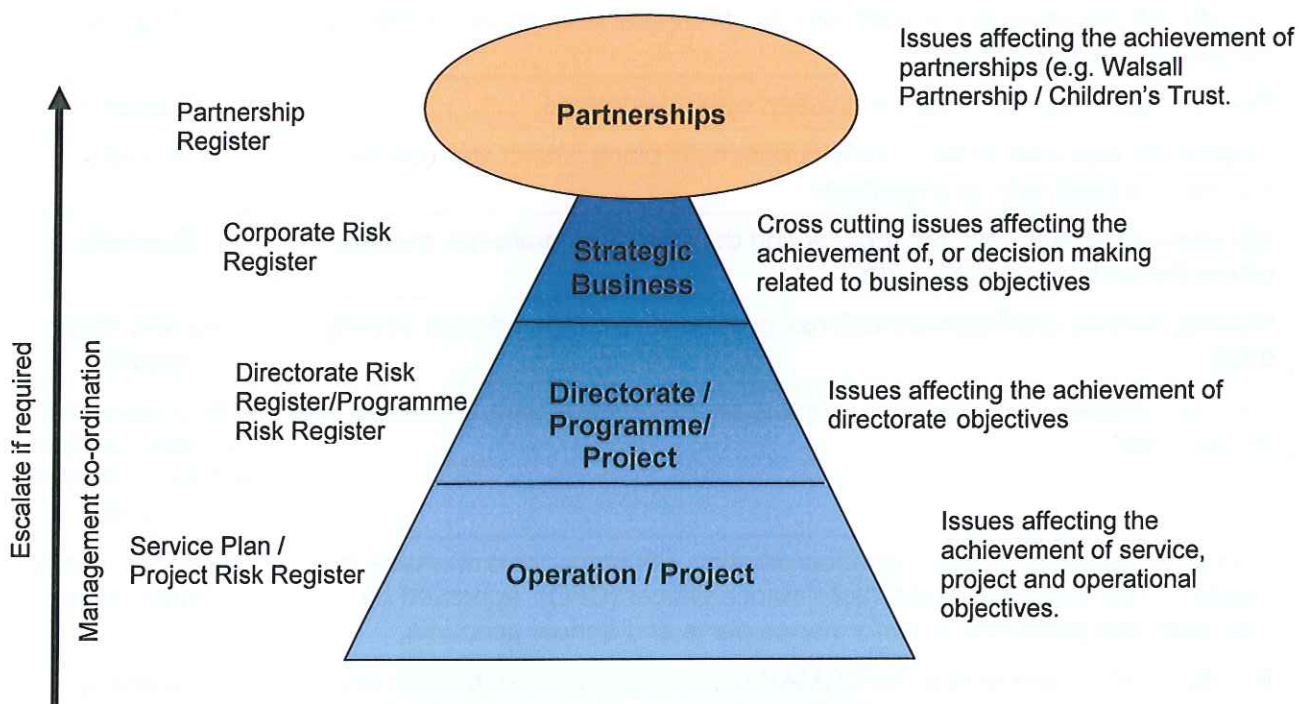 Issues affecting the achievement of
partnerships (e.g. Walsall
Partnership / Children's Trust.
Partnership
Register
Partnerships
Corporate Risk
Register
Strategic
Business
Cross cutting issues affecting the
achievement of, or decision making
related to business objectives
Directorate Risk
Register/Programme
Risk Register
Directorate /
Programme/
Project
Issues affecting the achievement of
directorate objectives
Escalate if required
Management co-ordination
Service Plan /
Project Risk Register
Operation / Project
Issues affecting the
achievement of service,
project and operational
objectives.